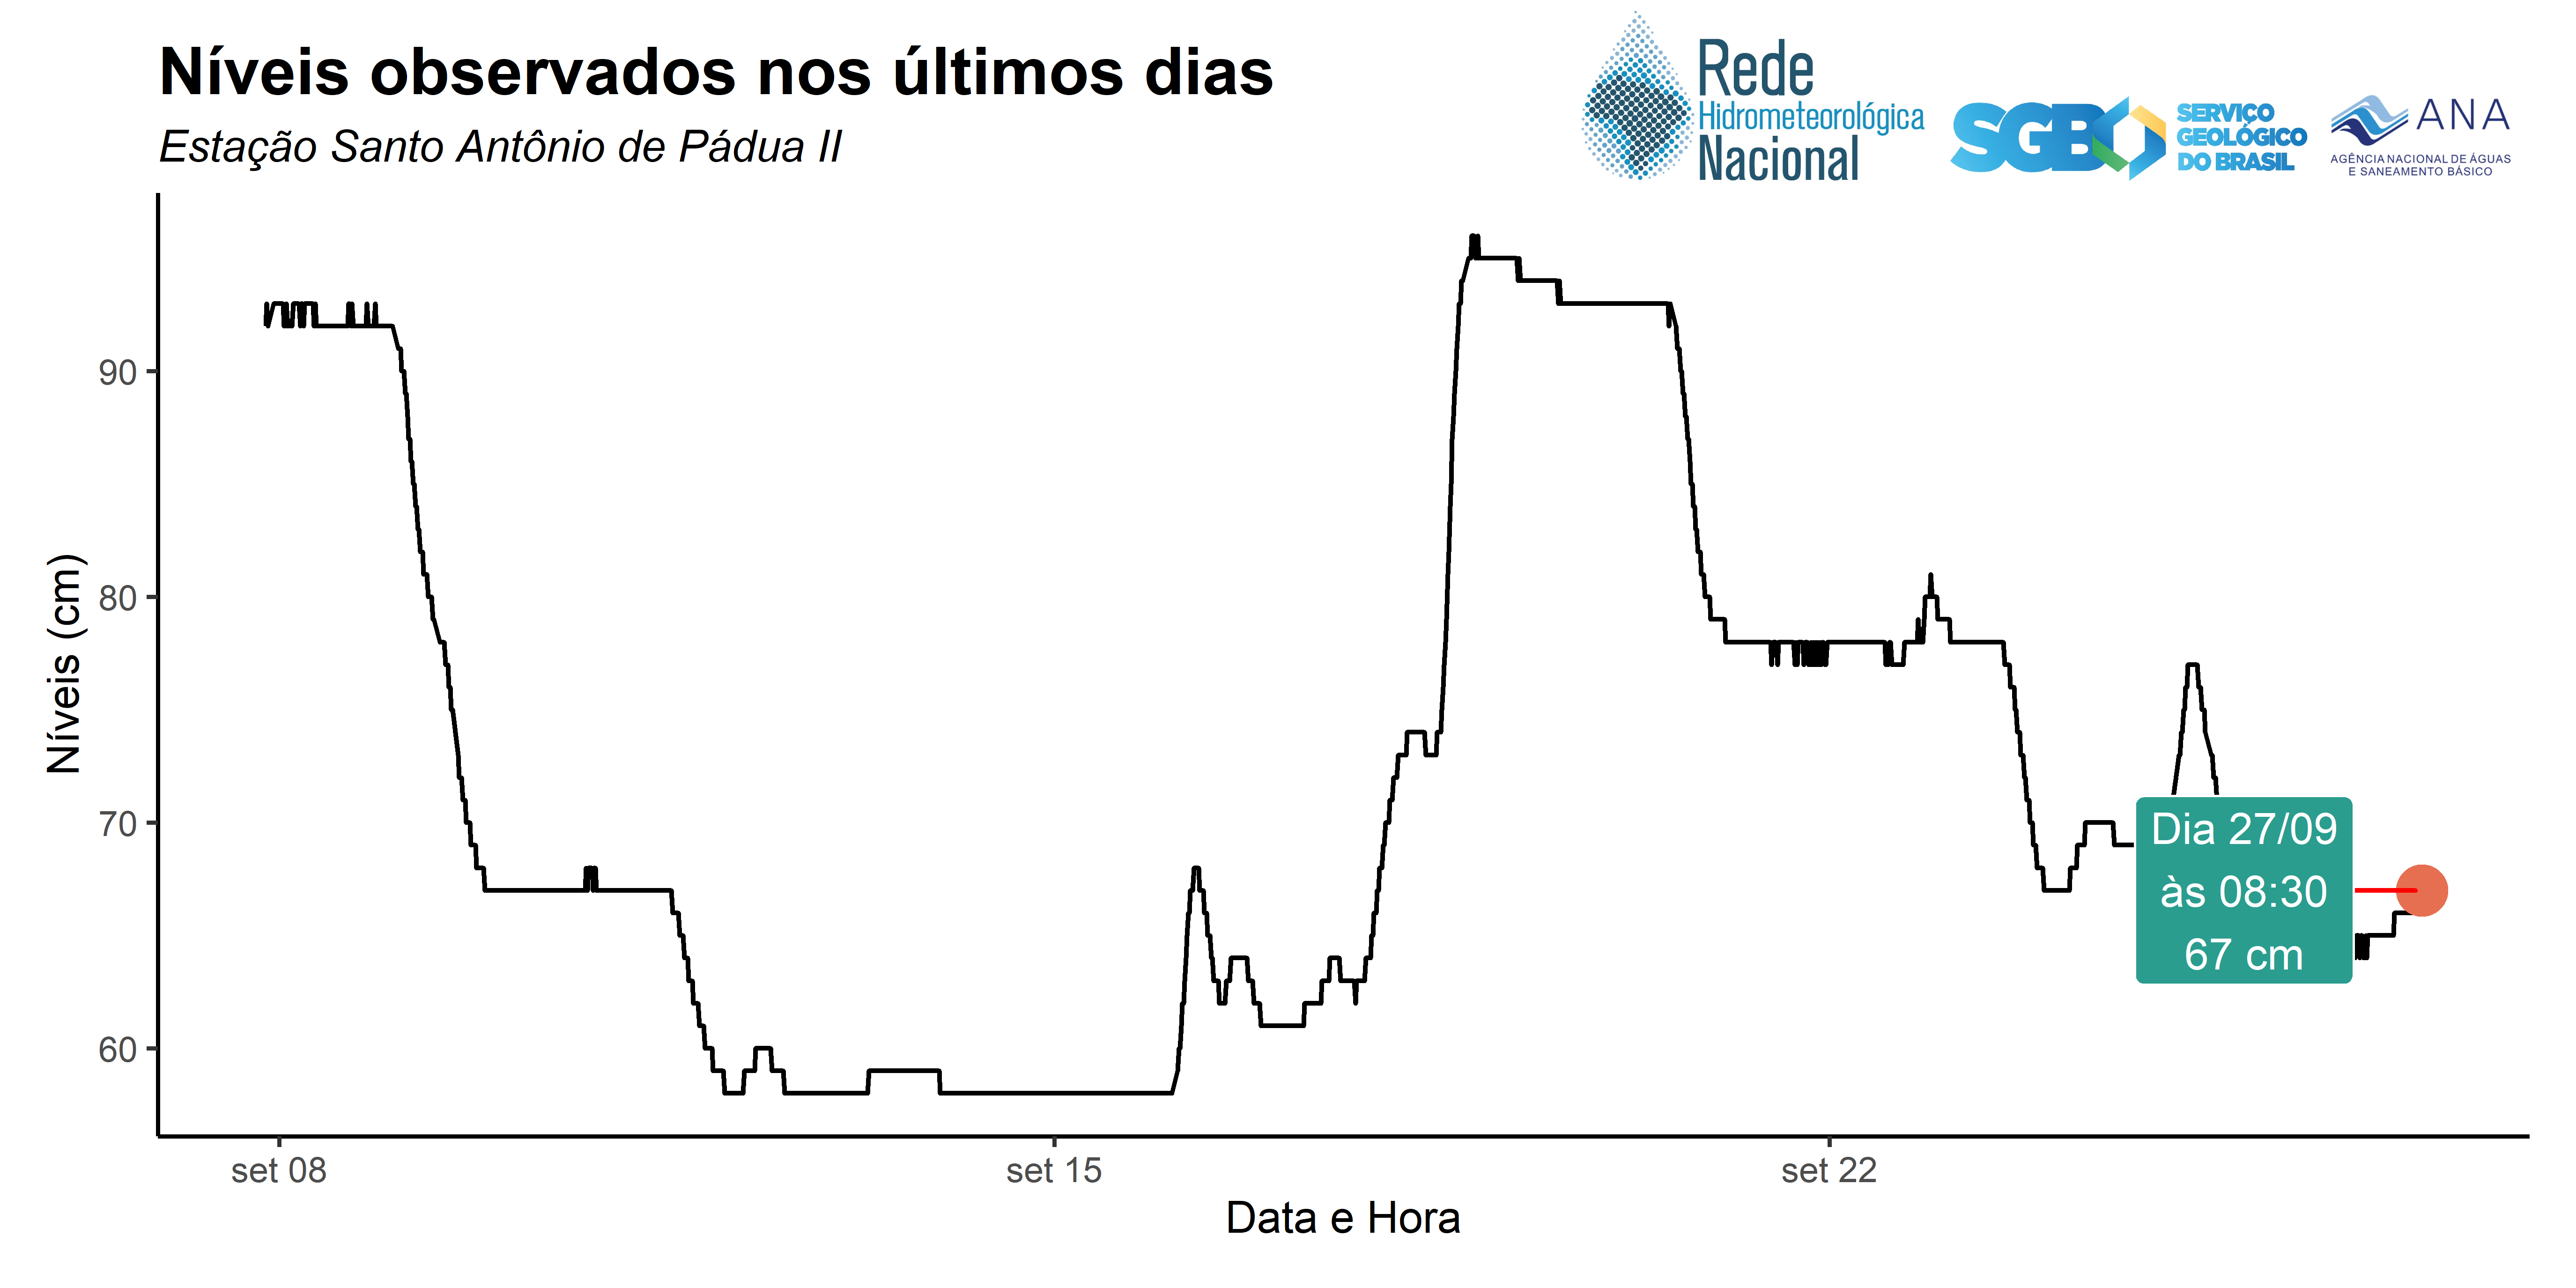 Níveis observados nos últimos dias
Estação Santo Antônio de Pádua II
Rede
Hidrometeorológica
Nacional
SGB
SERVIÇO
GEOLÓGICO
DO BRASIL
ANA
AGÊNCIA NACIONAL DE ÁGUAS
E SANEAMENTO BÁSICO
Níveis (cm)
90
80
70
60
Dia 27/09
às 08:30
67 cm
set 08
set 15
set 22
Data e Hora